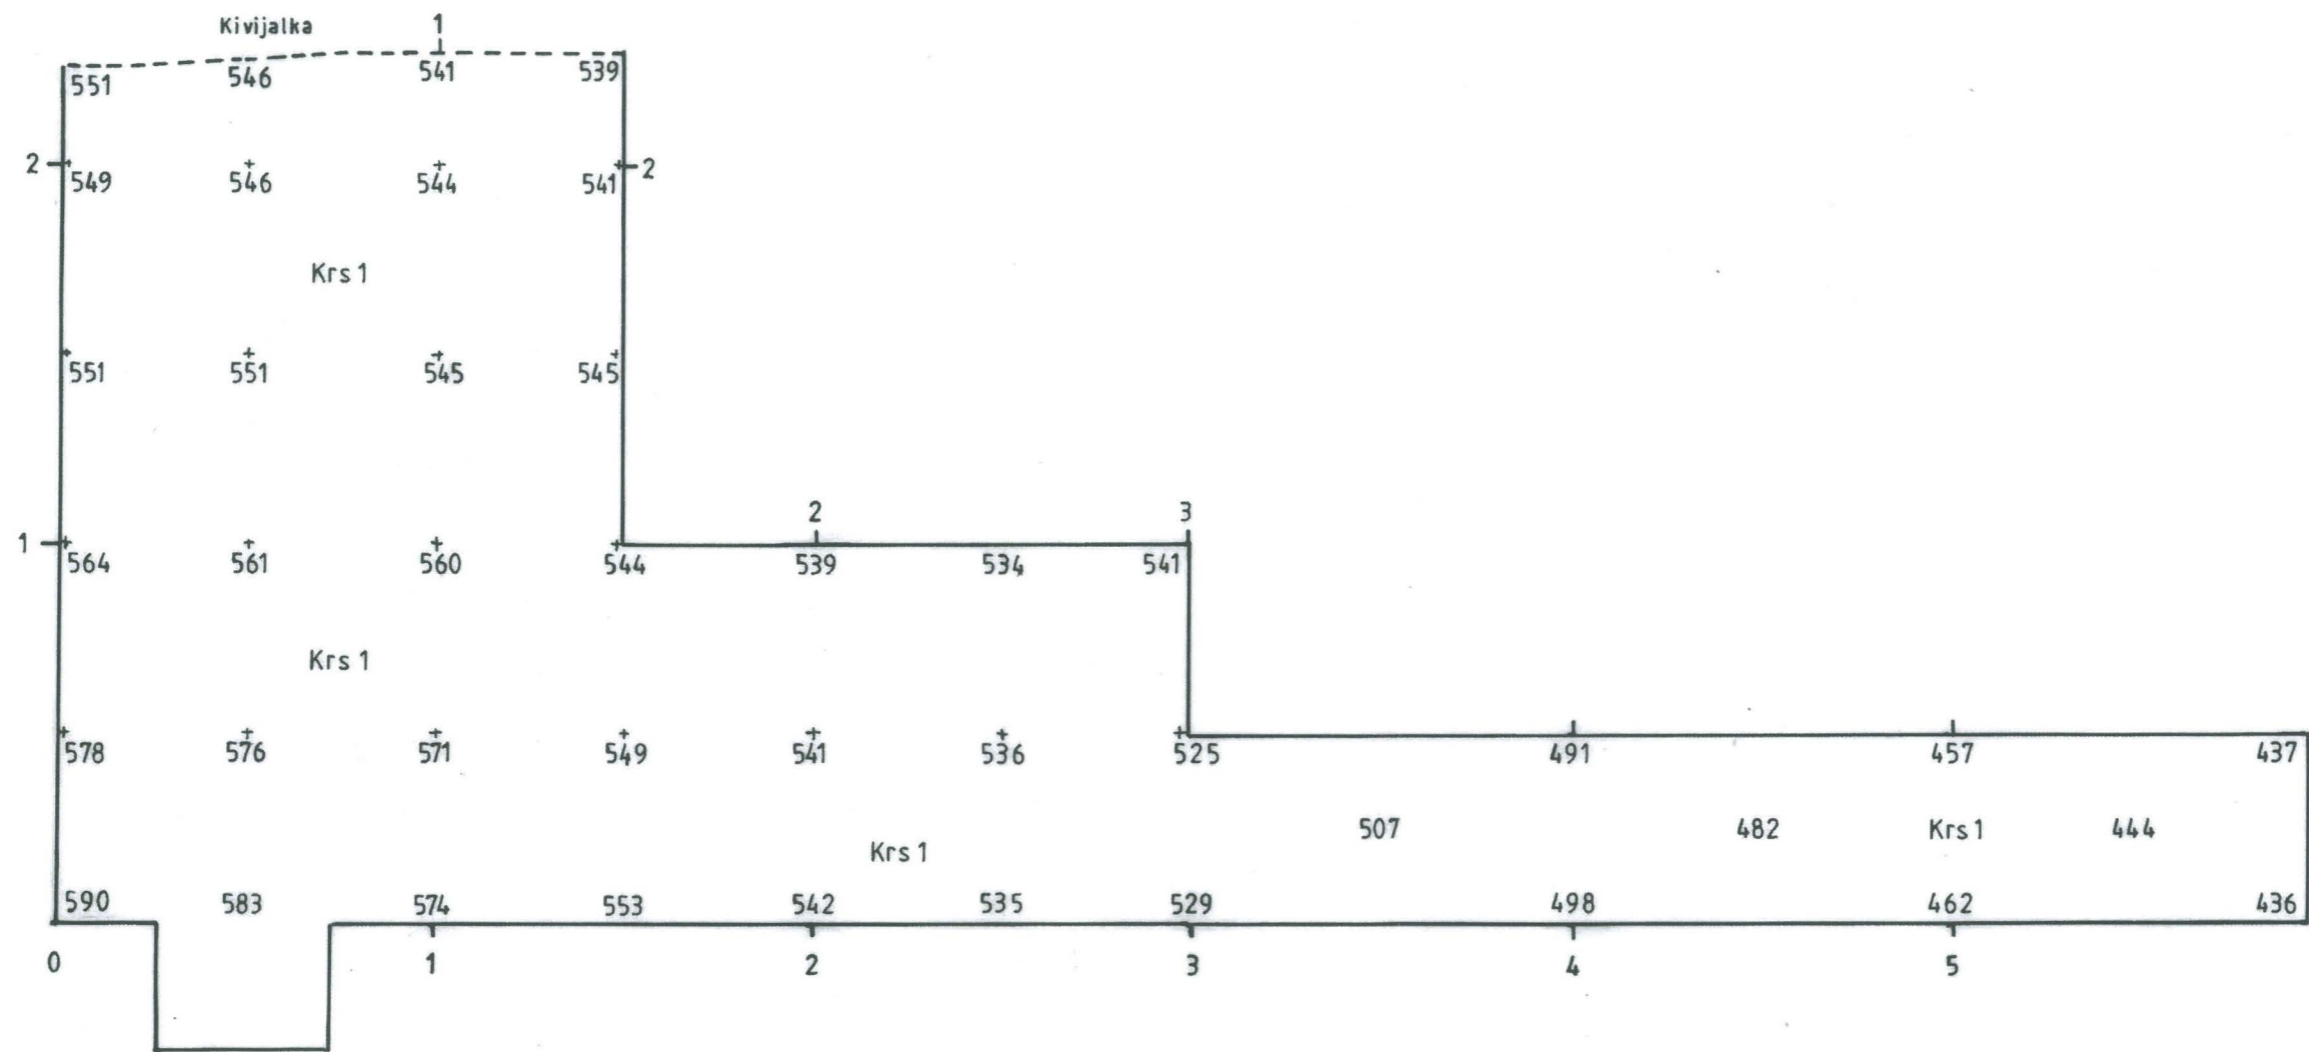 Kivijalka 1
551 546 541 539
2 2
549 546 544 541
Krs 1
551 551 545 545
2 3
1
564 561 560 544 539 534 541
Krs 1
578 576 571 549 541 536 525 491 457 437
507 482 Krs 1 444
Krs 1
590 583 574 553 542 535 529 498 462 436
0 1 2 3 4 5